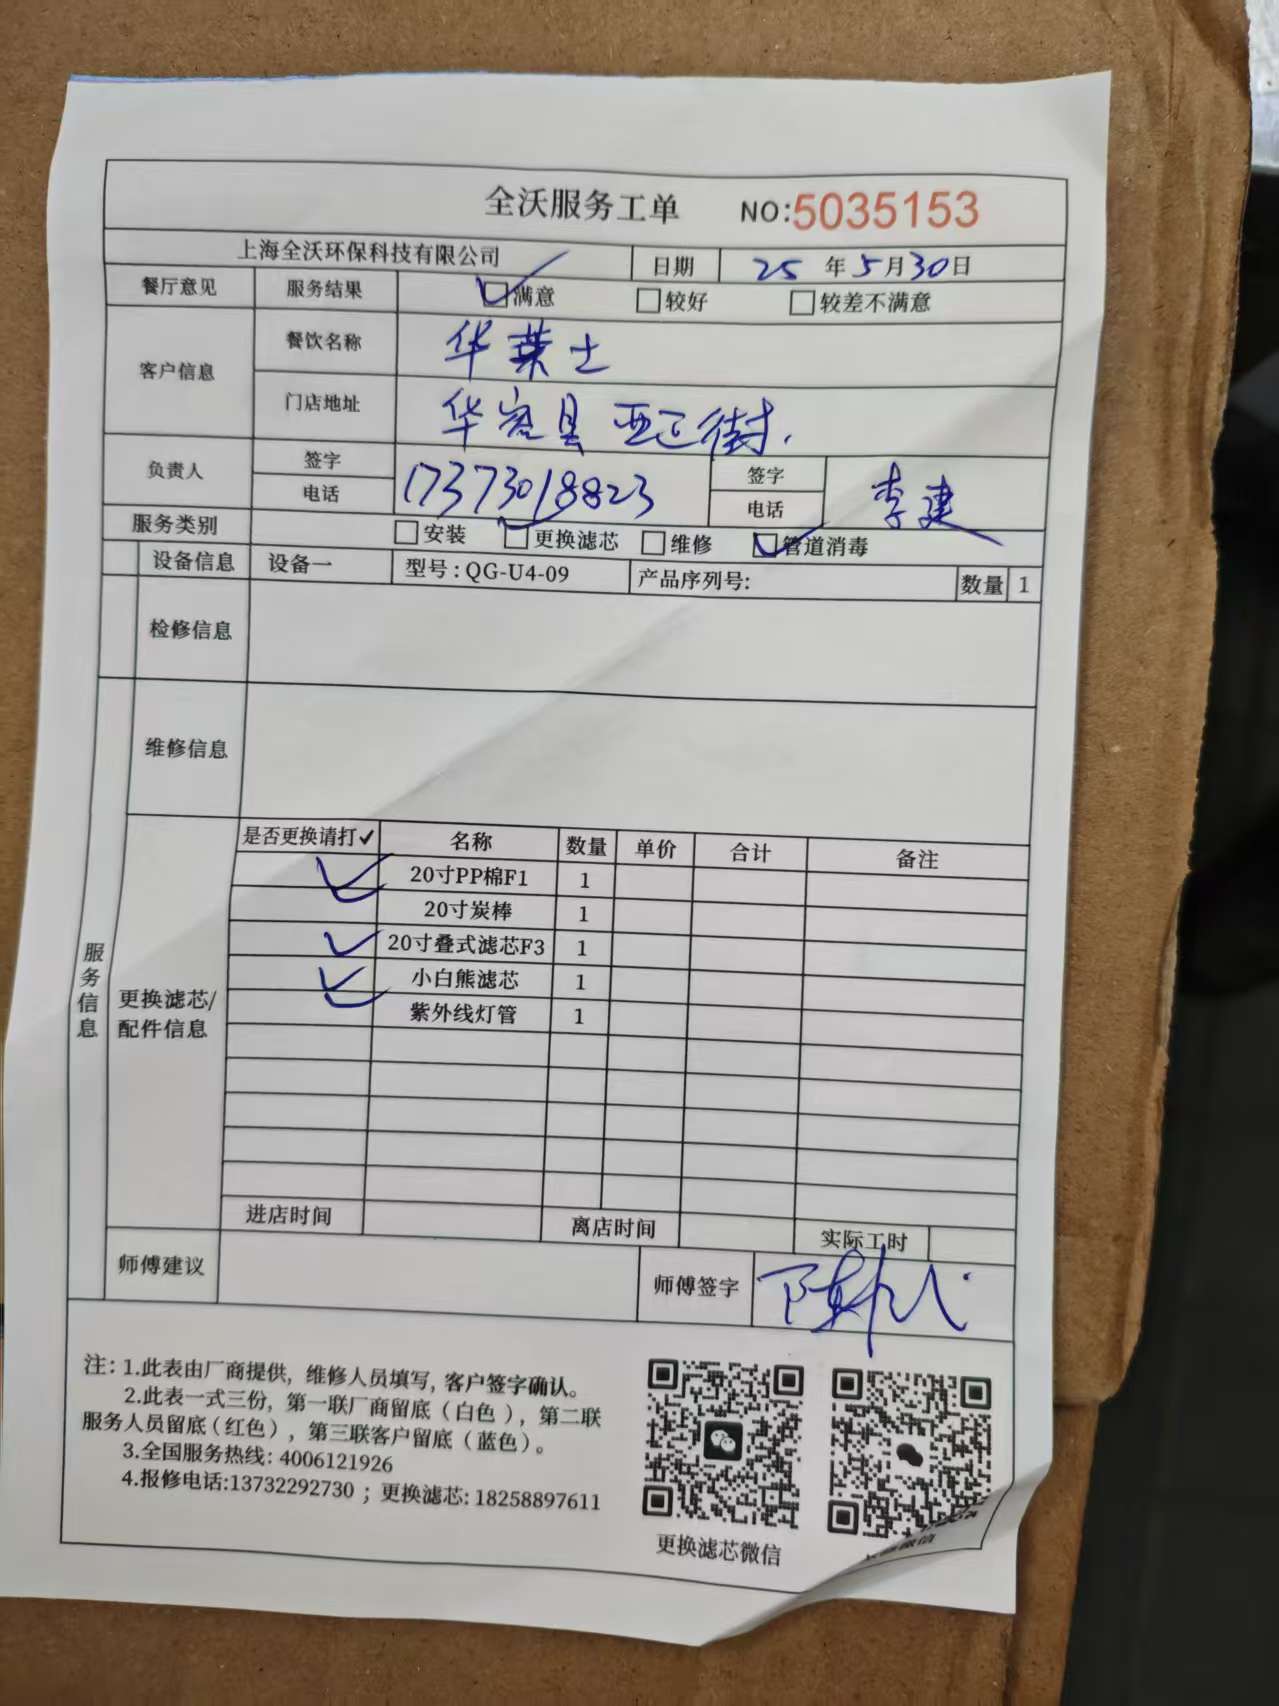 全沃服务工单 NO:5035153
上海全沃环保科技有限公司 日期 25年5月30日
餐厅意见 服务结果 满意 较好 较差不满意
客户信息 餐饮名称 华莱士
门店地址 华容县
负责人 签字 电话 17373018823 签字 电话 李建
服务类别 安装 更换滤芯 维修 管道消毒
设备信息 设备一 型号:QG-U4-09 产品序列号: 数量 1
检修信息
维修信息
服务信息
更换滤芯/
配件信息
是否更换请打✓ 名称 数量 单价 合计 备注
✓ 20寸PP棉F1 1
✓ 20寸炭棒 1
✓ 20寸叠式滤芯F3 1
✓ 小白熊滤芯 1
✓ 紫外线灯管 1
进店时间 离店时间 实际工时
师傅建议 师傅签字
注:1.此表由厂商提供,维修人员填写,客户签字确认。
2.此表一式三份,第一联厂商留底(白色),第二联
服务人员留底(红色),第三联客户留底(蓝色)。
3.全国服务热线:4006121926
4.报修电话:13732292730;更换滤芯:18258897611
更换滤芯微信